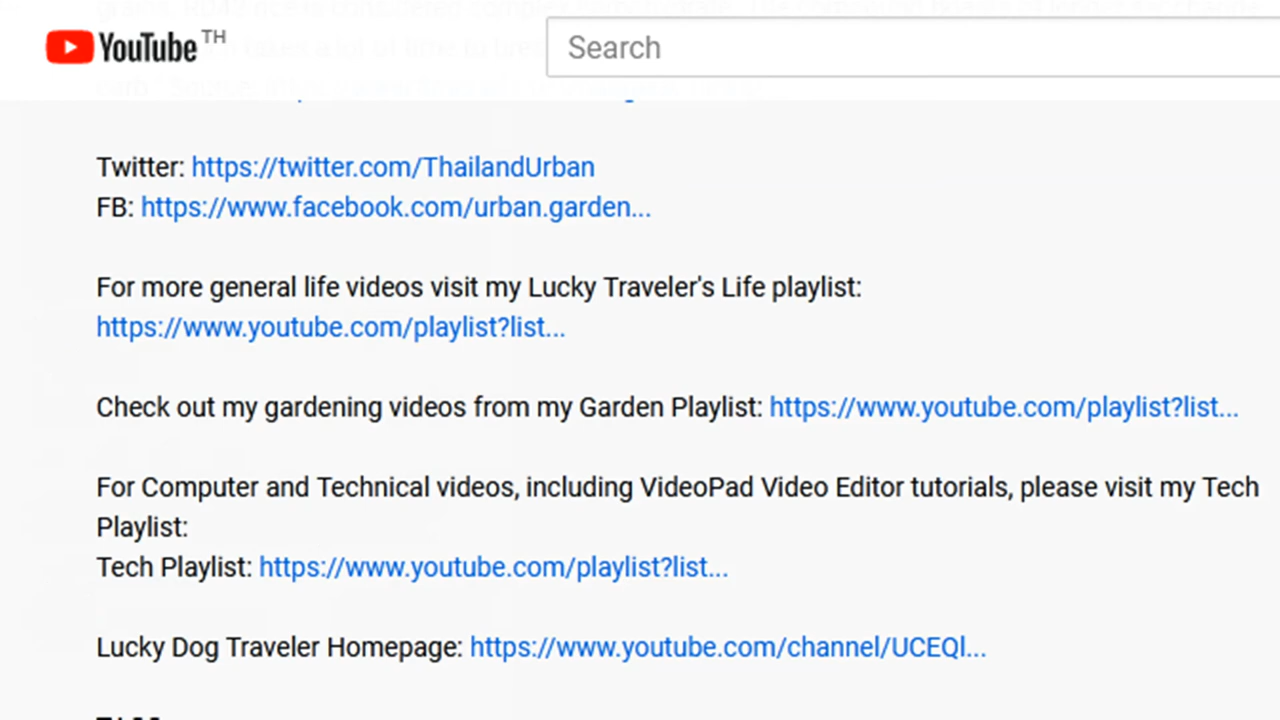 YouTube TH
Search
Twitter: https://twitter.com/ThailandUrban
FB: https://www.facebook.com/urban.garden...
For more general life videos visit my Lucky Traveler's Life playlist:
https://www.youtube.com/playlist?list...
Check out my gardening videos from my Garden Playlist: https://www.youtube.com/playlist?list...
For Computer and Technical videos, including VideoPad Video Editor tutorials, please visit my Tech
Playlist:
Tech Playlist: https://www.youtube.com/playlist?list...
Lucky Dog Traveler Homepage: https://www.youtube.com/channel/UCEQl...